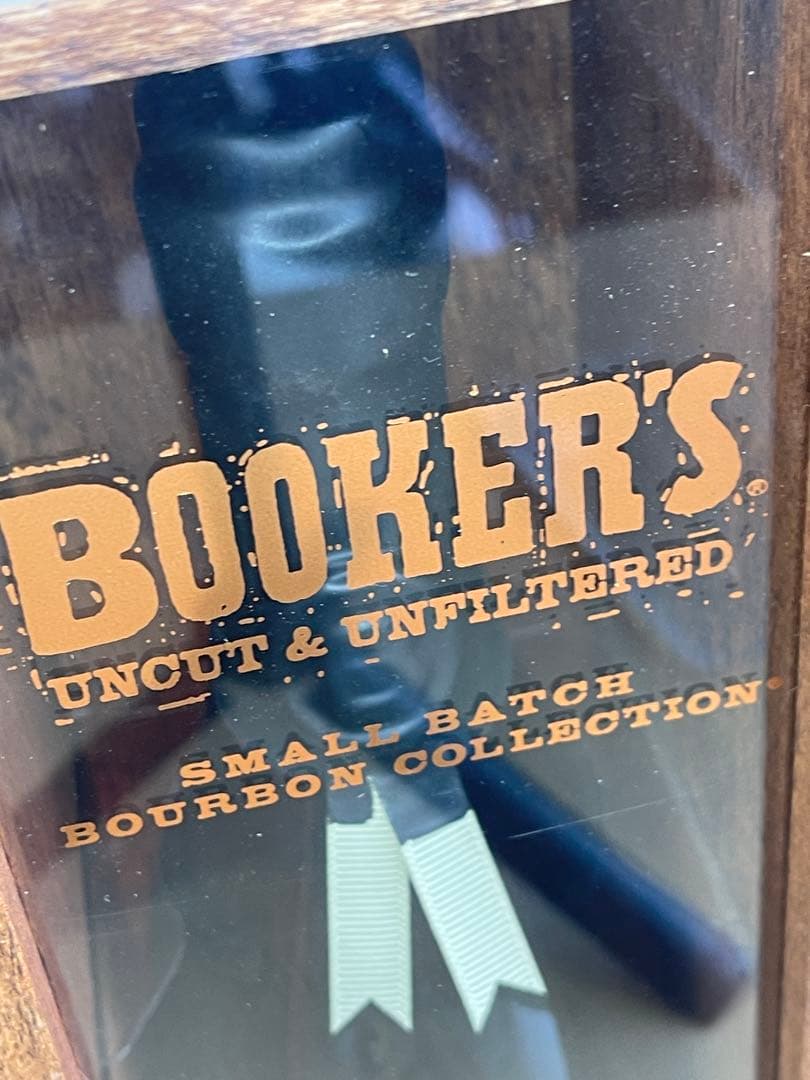 BOOKER'S®
UNCUT & UNFILTERED
SMALL BATCH
BOURBON COLLECTION®